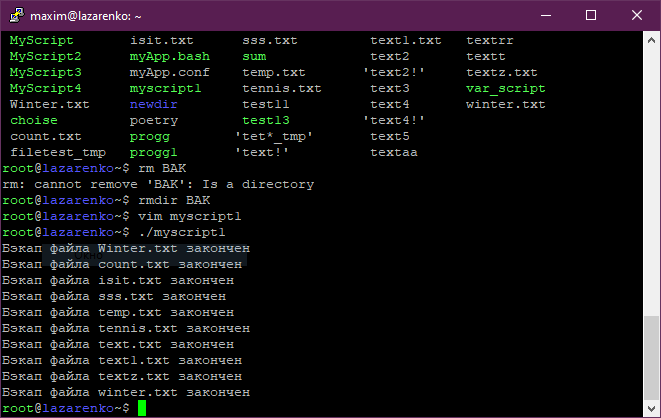 maxim@lazarenko: ~
MyScript isit.txt sss.txt text1.txt textrr
MyScript2 myApp.bash sum text2 textt
MyScript3 myApp.conf temp.txt 'text2!' textz.txt
MyScript4 myscript1 tennis.txt text3 var_script
Winter.txt newdir test11 text4 winter.txt
choise poetry test13 'text4!'
count.txt progg 'tet*_tmp' text5
filetest_tmp progg1 'text!' textaa
root@lazarenko~$ rm BAK
rm: cannot remove 'BAK': Is a directory
root@lazarenko~$ rmdir BAK
root@lazarenko~$ vim myscript1
root@lazarenko~$ ./myscript1
Бэкап файла Winter.txt закончен
Бэкап файла count.txt закончен
Бэкап файла isit.txt закончен
Бэкап файла sss.txt закончен
Бэкап файла temp.txt закончен
Бэкап файла tennis.txt закончен
Бэкап файла text.txt закончен
Бэкап файла text1.txt закончен
Бэкап файла textz.txt закончен
Бэкап файла winter.txt закончен
root@lazarenko~$